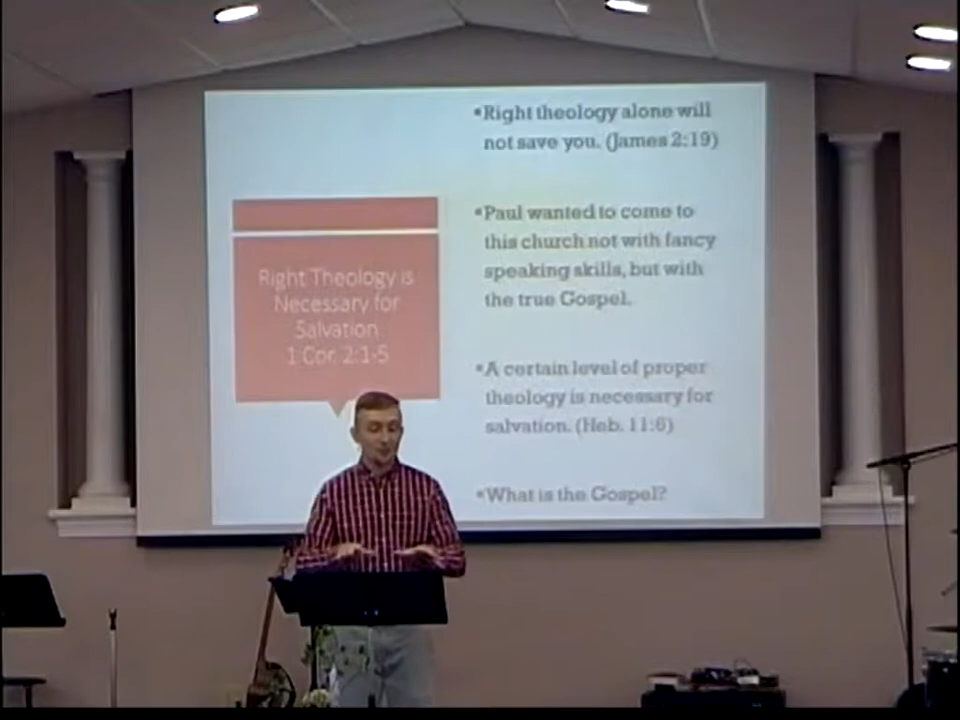 Right Theology is
Necessary for
Salvation
1 Cor. 2:1-5
▪Right theology alone will
not save you. (James 2:19)
▪Paul wanted to come to
this church not with fancy
speaking skills, but with
the true Gospel.
▪A certain level of proper
theology is necessary for
salvation. (Heb. 11:6)
▪What is the Gospel?